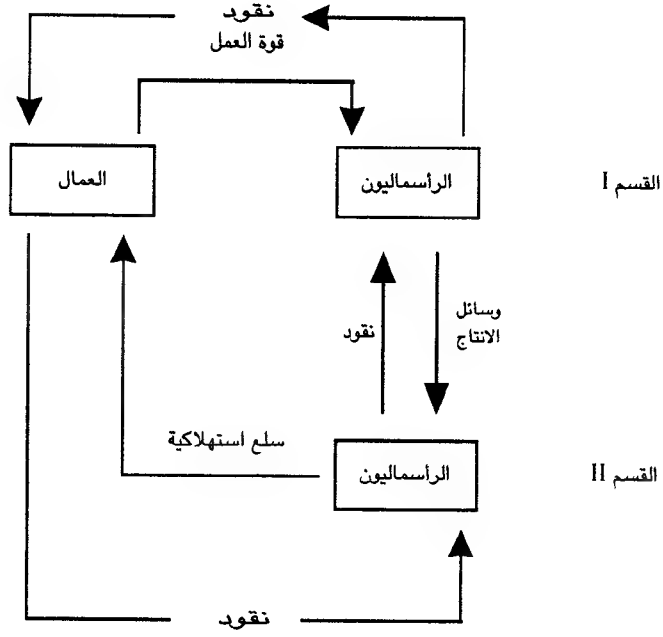 نقود
قوة العمل
القسم I
الرأسماليون
العمال
وسائل
الانتاج
نقود
سلع استهلاكية
القسم II
الرأسماليون
نقود